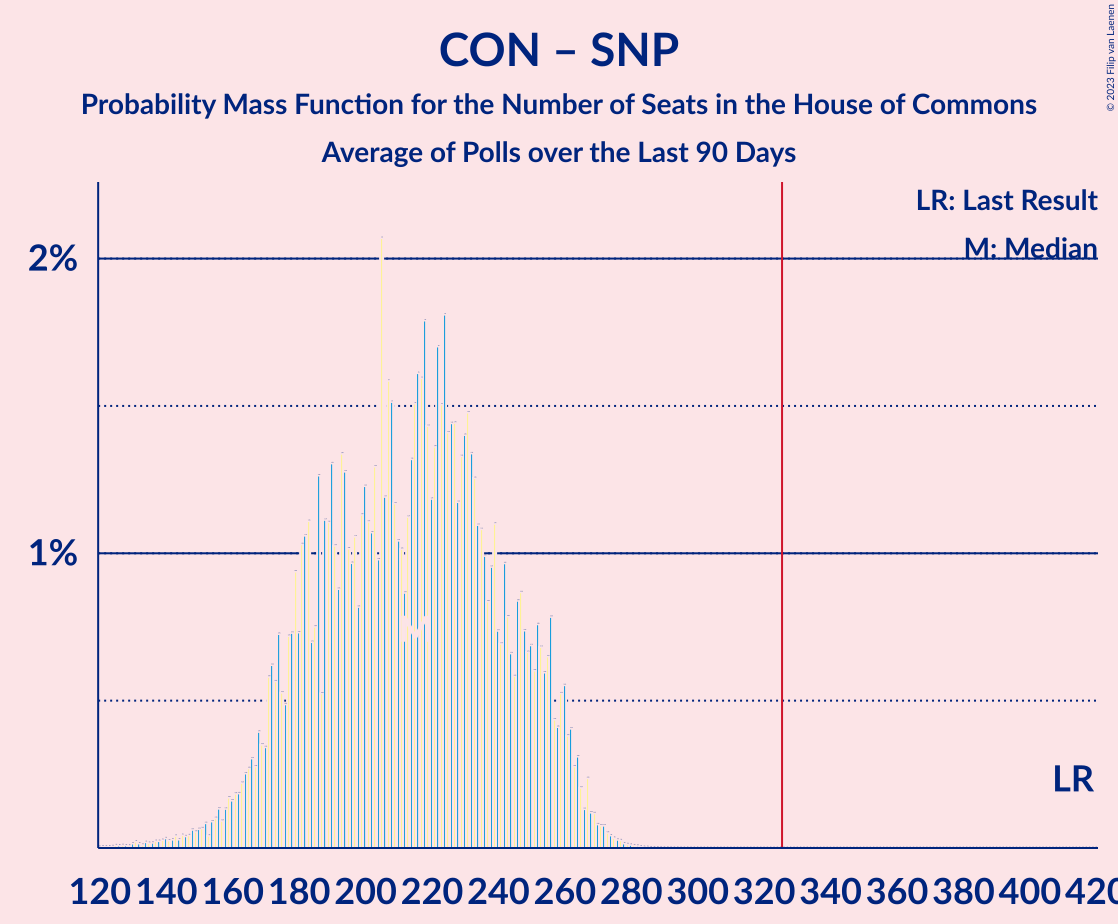 CON – SNP
Probability Mass Function for the Number of Seats in the House of Commons
Average of Polls over the Last 90 Days
© 2023 Filip van Laenen
LR: Last Result
M: Median
2%
1%
LR
M
120 140 160 180 200 220 240 260 280 300 320 340 360 380 400 420